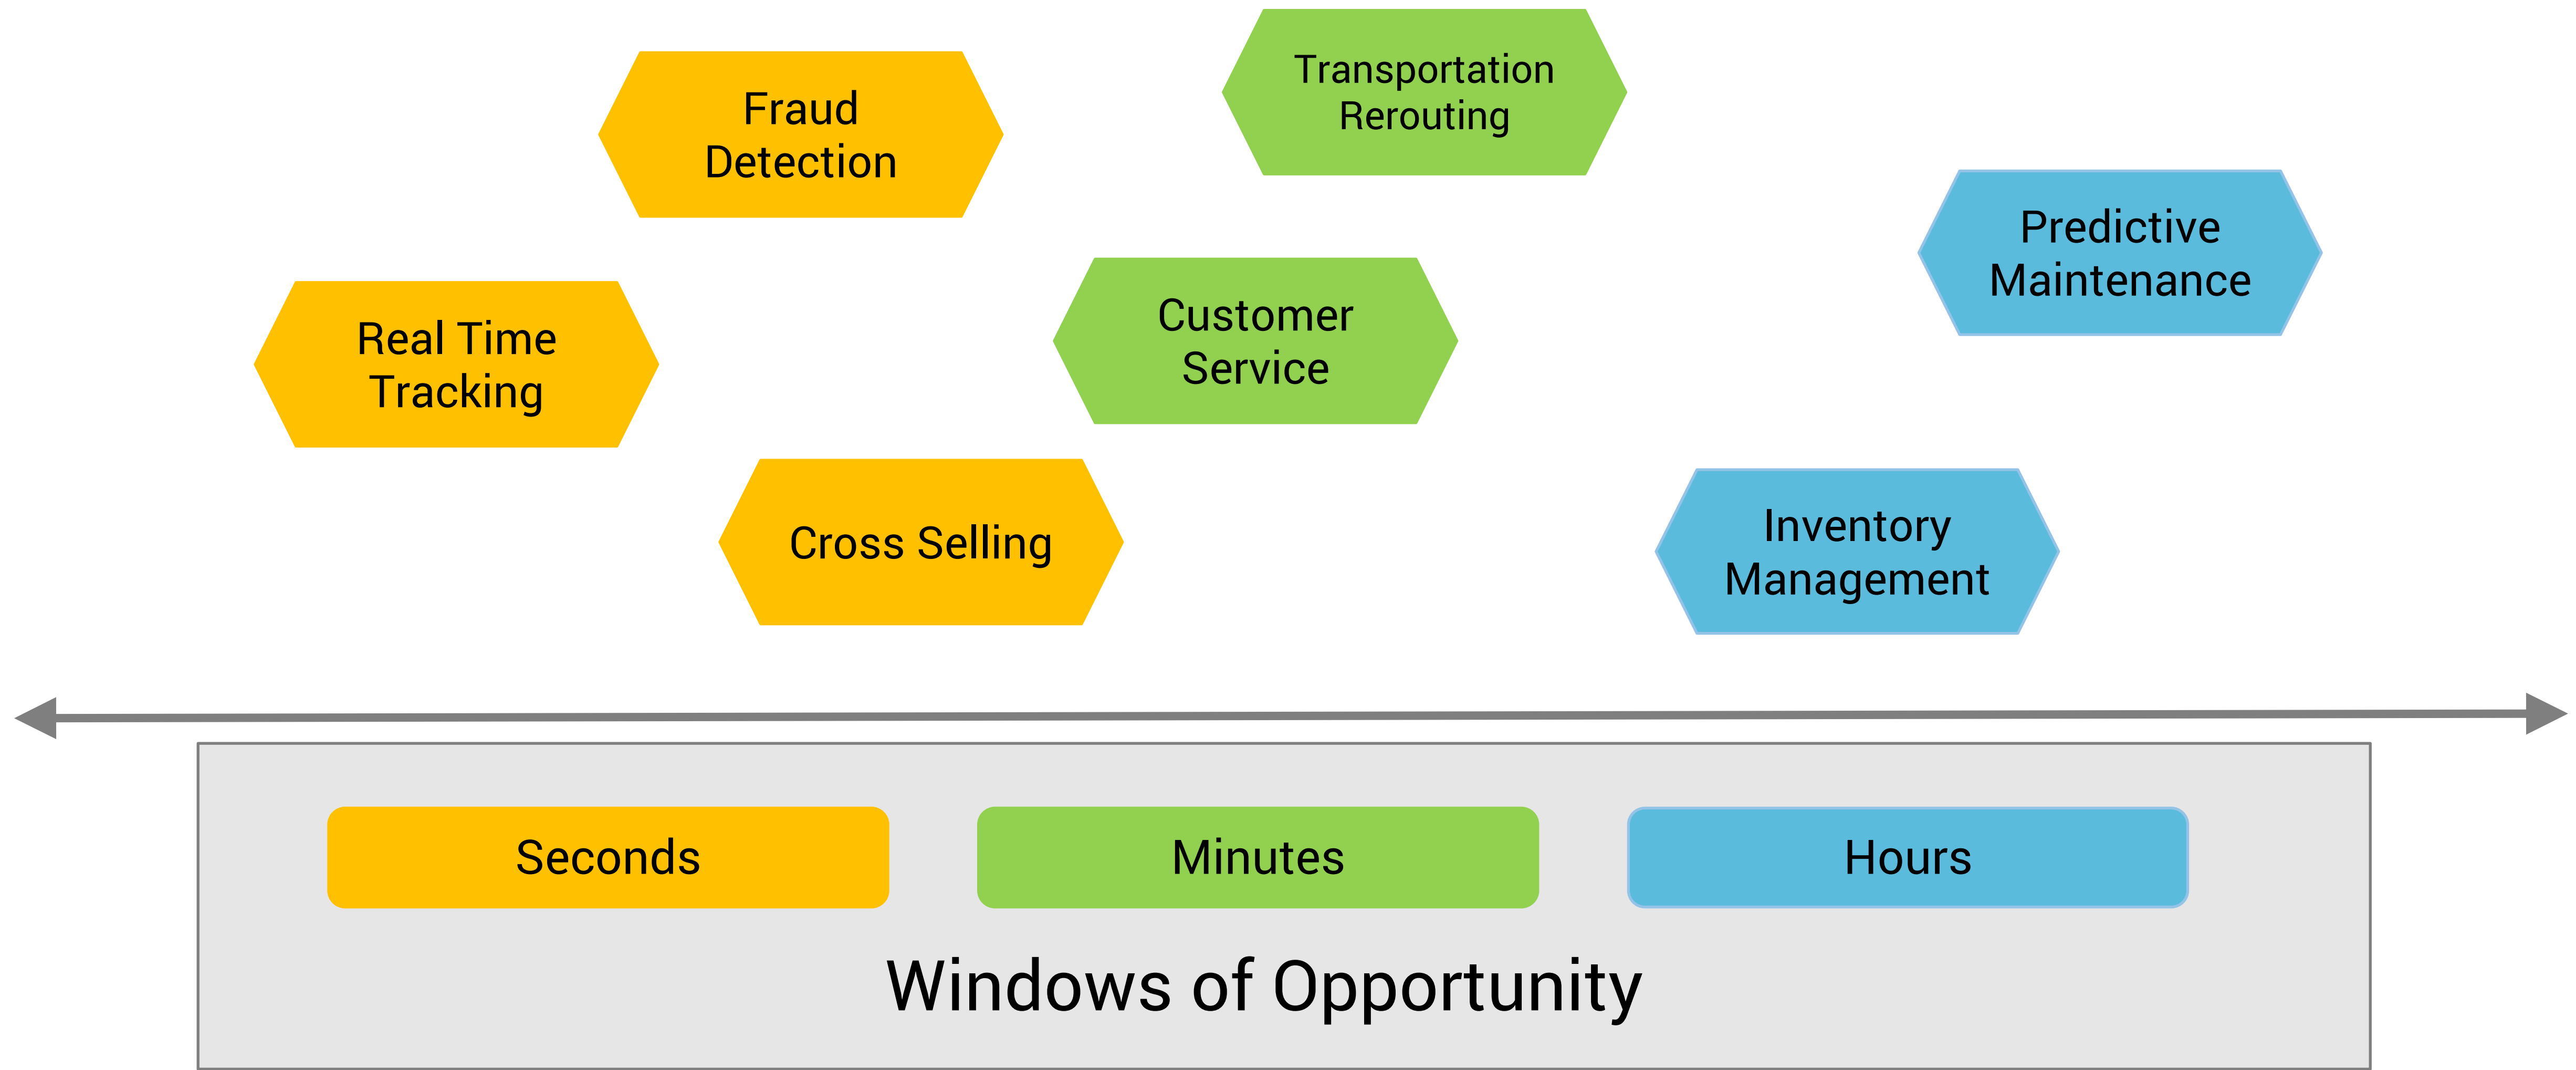 Fraud
Detection
Transportation
Rerouting
Predictive
Maintenance
Real Time
Tracking
Customer
Service
Cross Selling
Inventory
Management
Seconds
Minutes
Hours
Windows of Opportunity